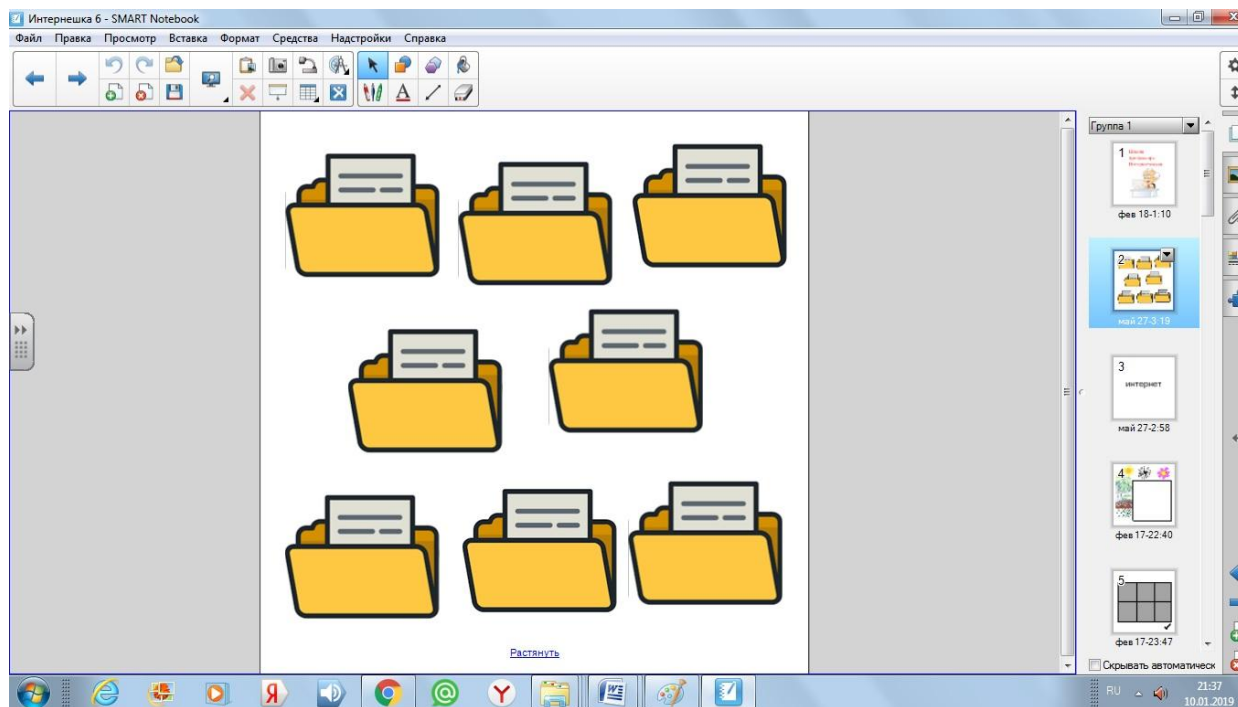 Интернешка 6 - SMART Notebook
Файл Правка Просмотр Вставка Формат Средства Надстройки Справка
Группа 1
1
фев 18-1:10
2
май 27-3:19
3
интернет
май 27-2:58
4
фев 17-22:40
5
фев 17-23:47
Растянуть
Скрывать автоматическ
RU
21:37
10.01.2019